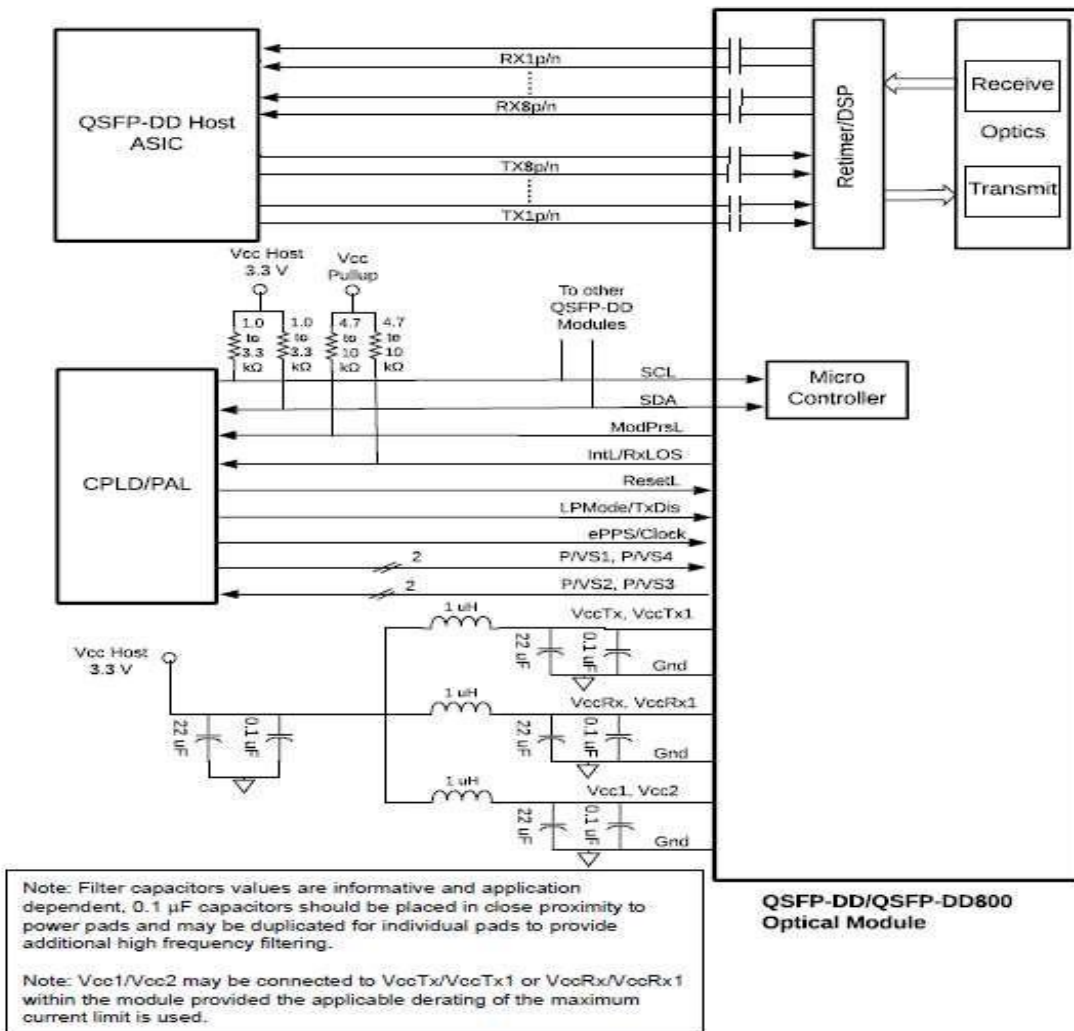 RX1p/n
RX8p/n
TX8p/n
TX1p/n
QSFP-DD Host
ASIC
Retimer/DSP
Receive
Optics
Transmit
Vcc Host
3.3 V
Vcc
Pullup
1.0
to
3.3
kΩ
1.0
to
3.3
kΩ
4.7
to
10
kΩ
4.7
to
10
kΩ
To other
QSFP-DD
Modules
SCL
SDA
ModPrsL
IntL/RxLOS
ResetL
LPMode/TxDis
ePPS/Clock
2
P/VS1, P/VS4
2
P/VS2, P/VS3
CPLD/PAL
Micro
Controller
1 uH
VccTx, VccTx1
22 uF
0.1 uF
Gnd
Vcc Host
3.3 V
22 uF
0.1 uF
1 uH
VccRx, VccRx1
22 uF
0.1 uF
Gnd
1 uH
Vcc1, Vcc2
22 uF
0.1 uF
Gnd
QSFP-DD/QSFP-DD800
Optical Module
Note: Filter capacitors values are informative and application
dependent, 0.1 µF capacitors should be placed in close proximity to
power pads and may be duplicated for individual pads to provide
additional high frequency filtering.
Note: Vcc1/Vcc2 may be connected to VccTx/VccTx1 or VccRx/VccRx1
within the module provided the applicable derating of the maximum
current limit is used.